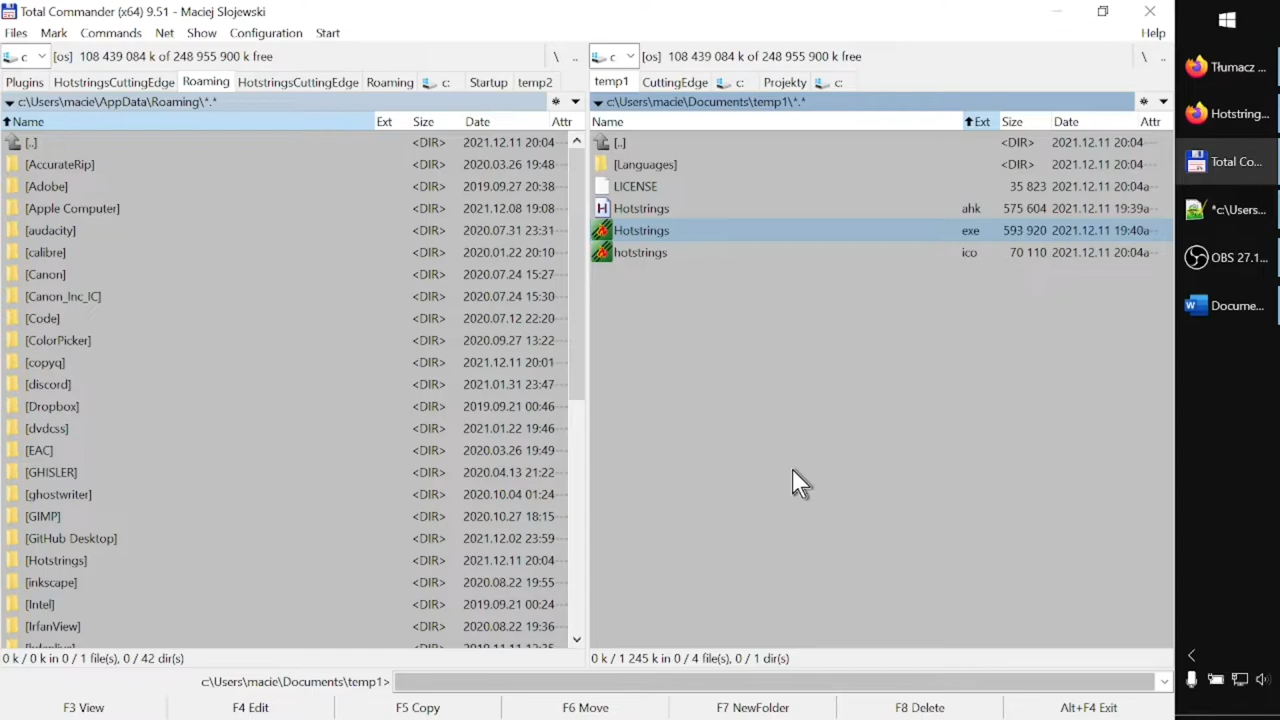 Total Commander (x64) 9.51 - Maciej Slojewski
Files Mark Commands Net Show Configuration Start Help
c [os] 108 439 084 k of 248 955 900 k free \ .. c [os] 108 439 084 k of 248 955 900 k free \ ..
Plugins HotstringsCuttingEdge Roaming HotstringsCuttingEdge Roaming c: Startup temp2 temp1 CuttingEdge c: Projekty c:
c:\Users\macie\AppData\Roaming\*.* * c:\Users\macie\Documents\temp1\*.* *
Name Ext Size Date Attr
[..] <DIR> 2021.12.11 20:04
[AccurateRip] <DIR> 2020.03.26 19:48
[Adobe] <DIR> 2019.09.27 20:38
[Apple Computer] <DIR> 2021.12.08 19:08
[audacity] <DIR> 2020.07.31 23:31
[calibre] <DIR> 2020.01.22 20:10
[Canon] <DIR> 2020.07.24 15:27
[Canon_Inc_IC] <DIR> 2020.07.24 15:30
[Code] <DIR> 2020.07.12 22:20
[ColorPicker] <DIR> 2020.09.27 13:22
[copyq] <DIR> 2021.12.11 20:01
[discord] <DIR> 2021.01.31 23:47
[Dropbox] <DIR> 2019.09.21 00:46
[dvdcss] <DIR> 2021.01.22 19:46
[EAC] <DIR> 2020.03.26 19:49
[GHISLER] <DIR> 2020.04.13 21:22
[ghostwriter] <DIR> 2020.10.04 01:24
[GIMP] <DIR> 2020.10.27 18:15
[GitHub Desktop] <DIR> 2021.12.02 23:59
[Hotstrings] <DIR> 2021.12.11 20:04
[inkscape] <DIR> 2020.08.22 19:55
[Intel] <DIR> 2019.09.21 00:24
[IrfanView] <DIR> 2020.08.22 19:36
0 k / 0 k in 0 / 1 file(s), 0 / 42 dir(s)
Name Ext Size Date Attr
[..] <DIR> 2021.12.11 20:04
[Languages] <DIR> 2021.12.11 20:04
LICENSE 35 823 2021.12.11 20:04a--
Hotstrings ahk 575 604 2021.12.11 19:39a--
Hotstrings exe 593 920 2021.12.11 19:40a--
hotstrings ico 70 110 2021.12.11 20:04a--
0 k / 1 245 k in 0 / 4 file(s), 0 / 1 dir(s)
c:\Users\macie\Documents\temp1>
F3 View F4 Edit F5 Copy F6 Move F7 NewFolder F8 Delete Alt+F4 Exit
Tłumacz ...
Hotstring...
Total Co...
*c:\Users...
OBS 27.1...
Docume...